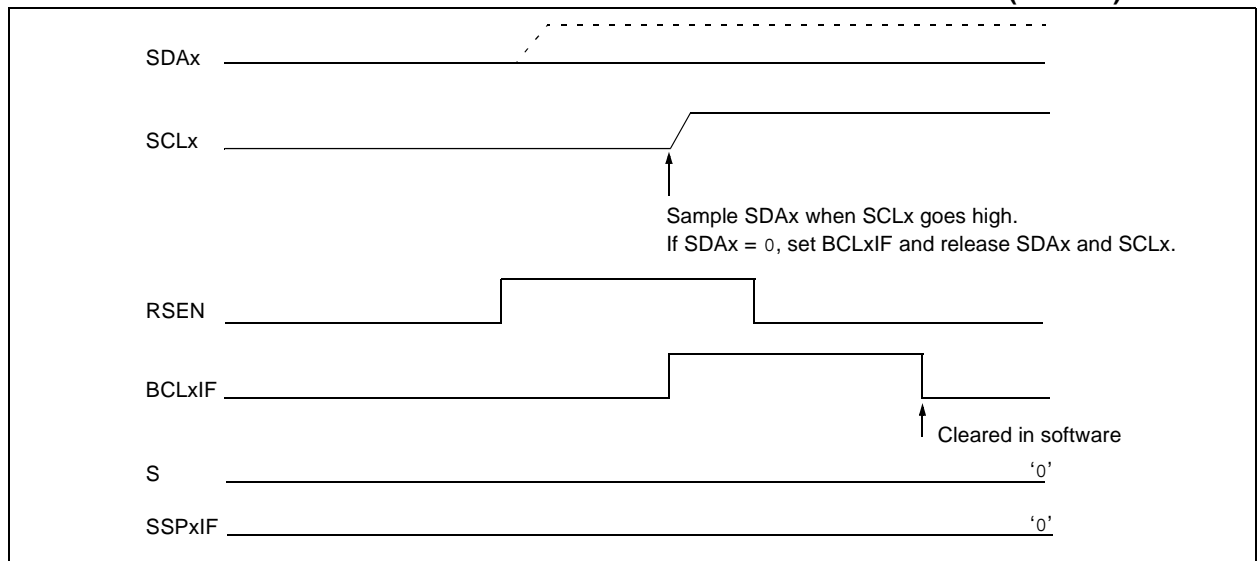 SDAx
SCLx
Sample SDAx when SCLx goes high.
If SDAx = 0, set BCLxIF and release SDAx and SCLx.
RSEN
BCLxIF
Cleared in software
S
‘0’
SSPxIF
‘0’